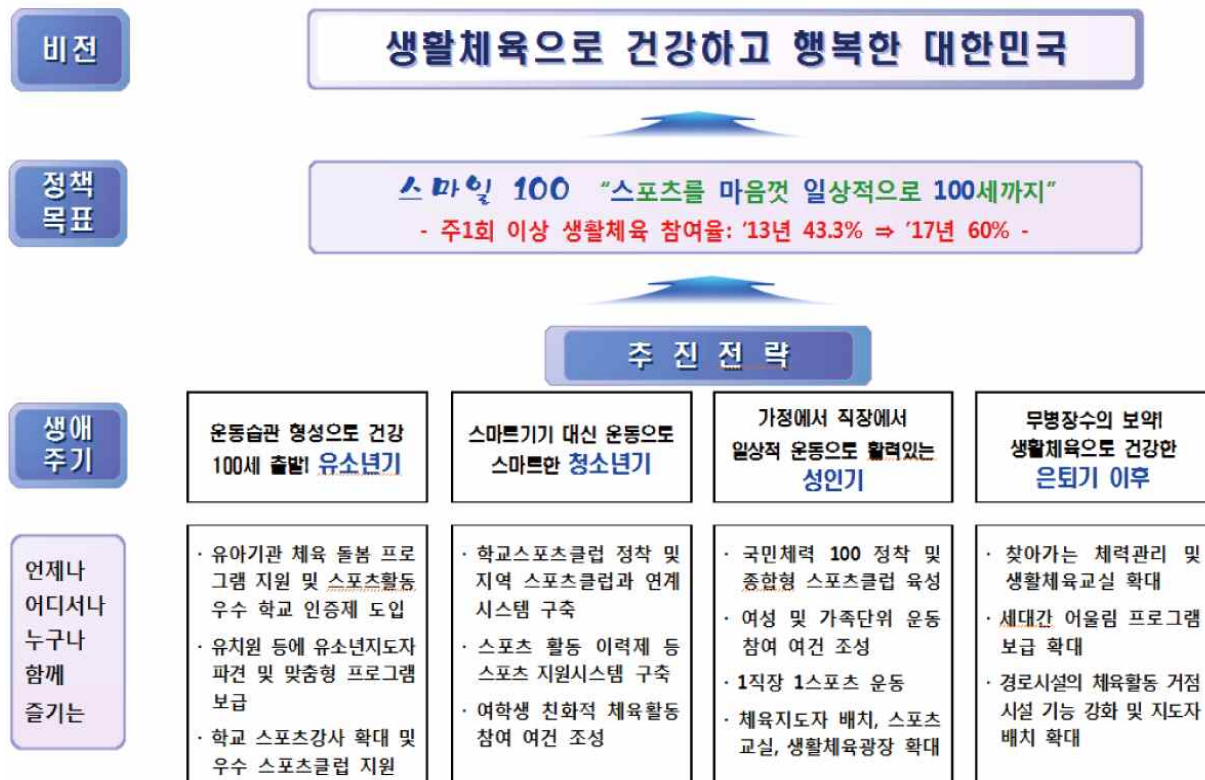 비전
생활체육으로 건강하고 행복한 대한민국
정책
목표
스마일 100 “스포츠를 마음껏 일상적으로 100세까지”
- 주1회 이상 생활체육 참여율: ‘13년 43.3% ⇒ ‘17년 60% -
추 진 전 략
생애
주기
운동습관 형성으로 건강
100세 출발! 유소년기
스마트기기 대신 운동으로
스마트한 청소년기
가정에서 직장에서
일상적 운동으로 활력있는
성인기
무병장수의 보약!
생활체육으로 건강한
은퇴기 이후
언제나
어디서나
누구나
함께
즐기는
· 유아기관 체육 돌봄 프로
그램 지원 및 스포츠활동
우수 학교 인증제 도입
· 유치원 등에 유소년지도자
파견 및 맞춤형 프로그램
보급
· 학교 스포츠강사 확대 및
우수 스포츠클럽 지원
· 학교스포츠클럽 정착 및
지역 스포츠클럽과 연계
시스템 구축
· 스포츠 활동 이력제 등
스포츠 지원시스템 구축
· 여학생 친화적 체육활동
참여 여건 조성
· 국민체력 100 정착 및
종합형 스포츠클럽 육성
· 여성 및 가족단위 운동
참여 여건 조성
· 1직장 1스포츠 운동
· 체육지도자 배치, 스포츠
교실, 생활체육광장 확대
· 찾아가는 체력관리 및
생활체육교실 확대
· 세대간 어울림 프로그램
보급 확대
· 경로시설의 체육활동 거점
시설 기능 강화 및 지도자
배치 확대